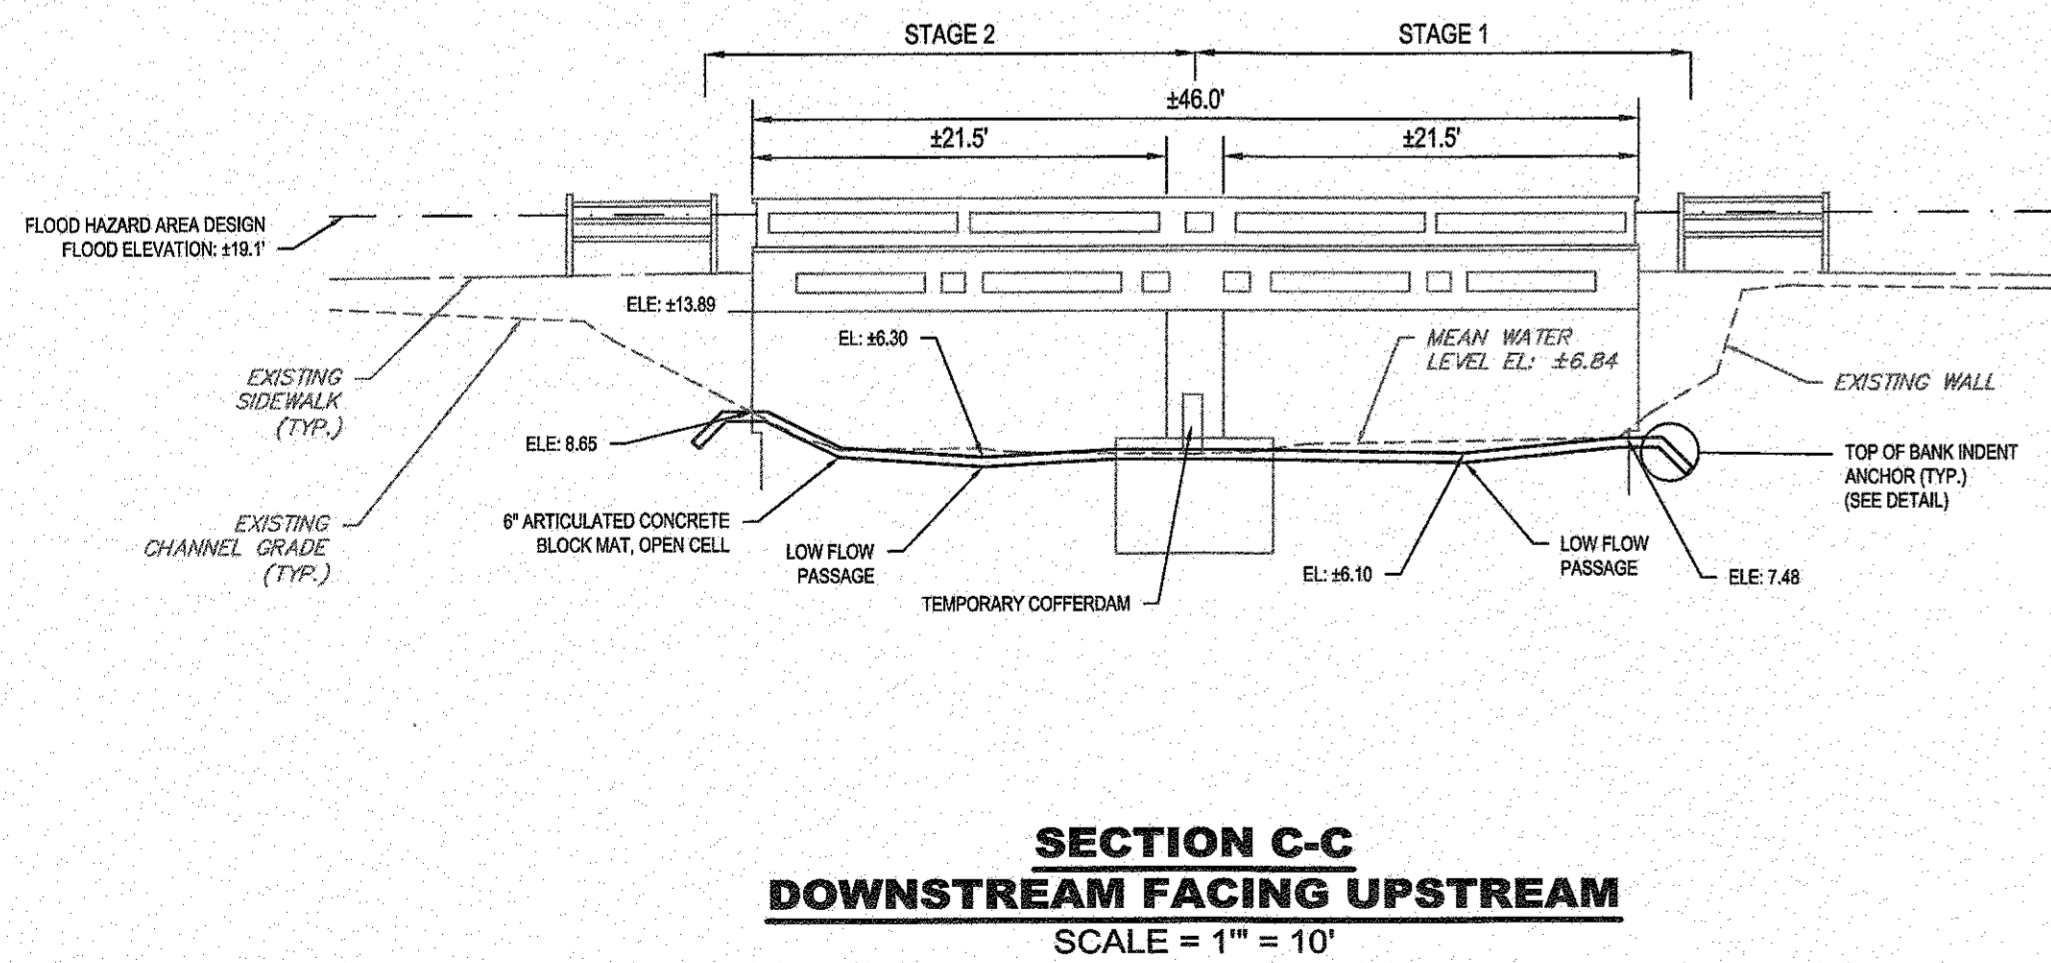 STAGE 2
STAGE 1
±46.0'
±21.5'
±21.5'
FLOOD HAZARD AREA DESIGN
FLOOD ELEVATION: ±19.1'
ELE: ±13.89
EL: ±6.30
MEAN WATER
LEVEL EL: ±6.84
EXISTING
SIDEWALK
(TYP.)
EXISTING WALL
ELE: 8.65
TOP OF BANK INDENT
ANCHOR (TYP.)
(SEE DETAIL)
EXISTING
CHANNEL GRADE
(TYP.)
6" ARTICULATED CONCRETE
BLOCK MAT, OPEN CELL
LOW FLOW
PASSAGE
TEMPORARY COFFERDAM
EL: ±6.10
LOW FLOW
PASSAGE
ELE: 7.48
SECTION C-C
DOWNSTREAM FACING UPSTREAM
SCALE = 1'" = 10'